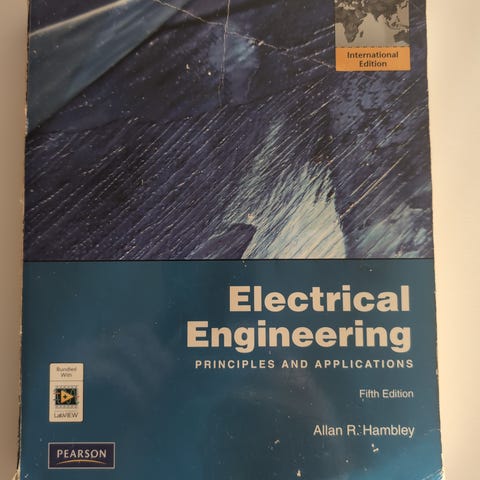 International
Edition
Electrical
Engineering
PRINCIPLES AND APPLICATIONS
Fifth Edition
Allan R. Hambley
Bundled
With
LabVIEW
PEARSON